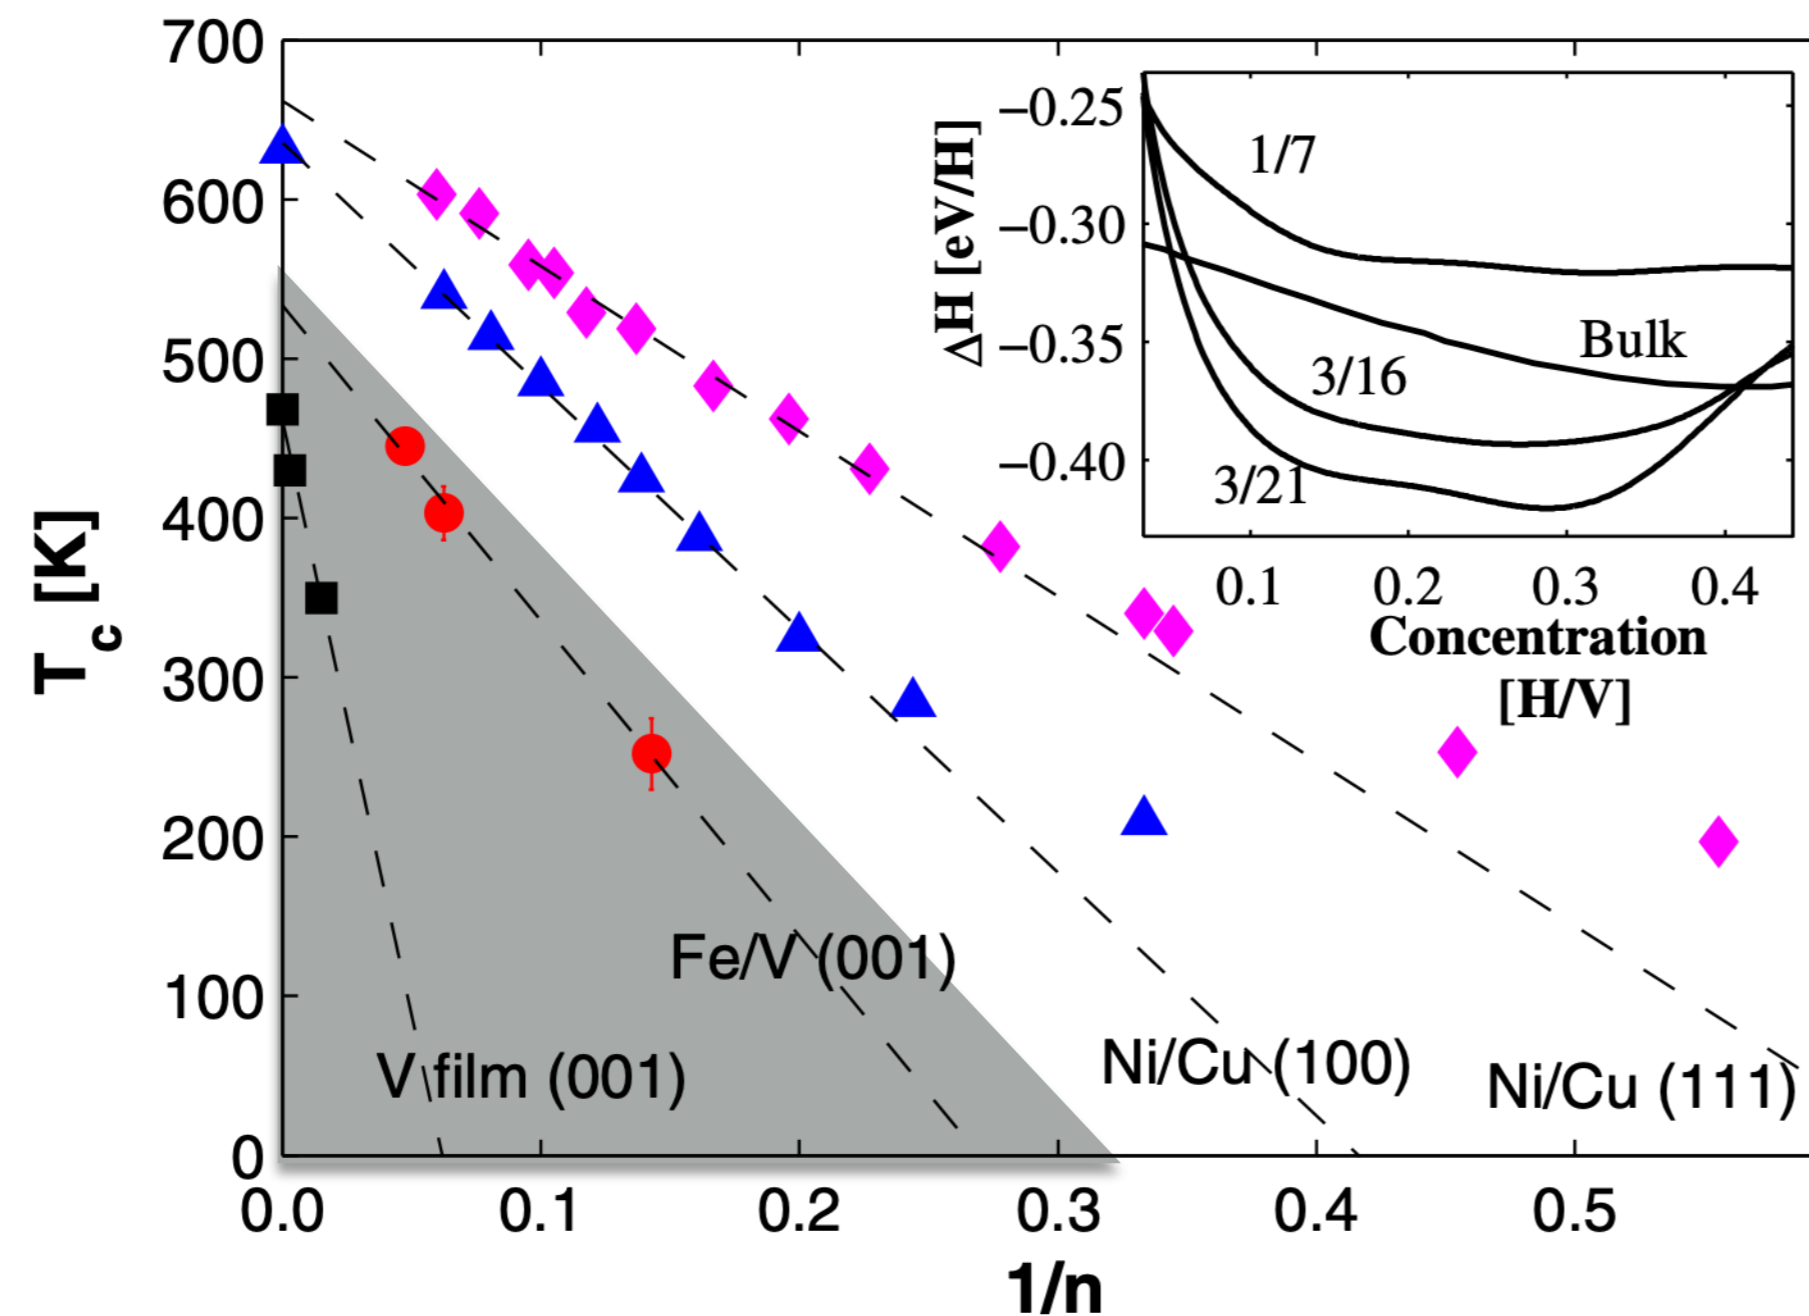 700
600
500
400
300
200
100
0
T c [K]
0.0 0.1 0.2 0.3 0.4 0.5
1/n
V film (001)
Fe/V (001)
Ni/Cu (100)
Ni/Cu (111)
ΔH [eV/H]
−0.25
−0.30
−0.35
−0.40
1/7
Bulk
3/16
3/21
0.1 0.2 0.3 0.4
Concentration
[H/V]